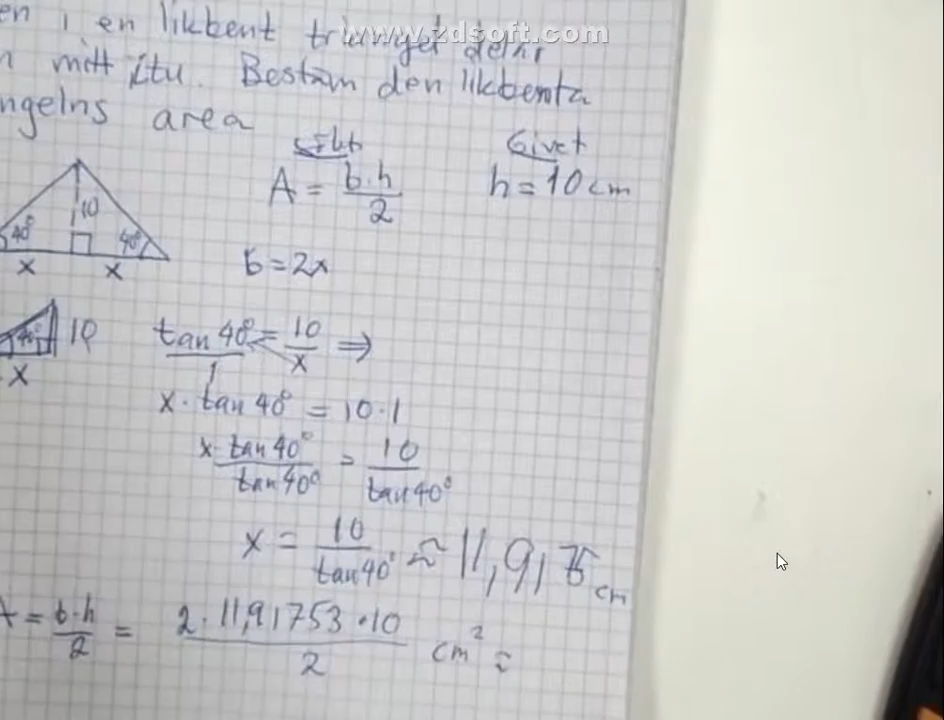 en i en likbent triangel delar
n mitt itu. Bestäm den likbenta
ngelns area
Sökt Givet
A = b·h/2 h = 10 cm
10
40° 40°
x x
b = 2x
40° 10
x
tan 40° = 10/x ⇒
1
x · tan 40° = 10·1
x·tan 40°/tan 40° = 10/tan 40°
x = 10/tan 40° ≈ 11,9175 cm
A = b·h/2 = 2·11,91753·10/2 cm² ≈
www.zdsoft.com